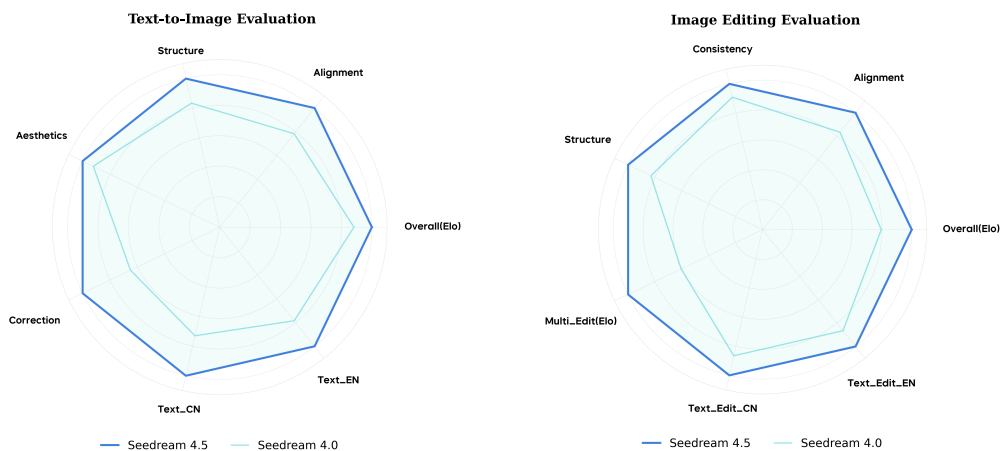 Text-to-Image Evaluation
Structure
Alignment
Aesthetics
Overall(Elo)
Correction
Text_EN
Text_CN
Seedream 4.5
Seedream 4.0
Image Editing Evaluation
Consistency
Alignment
Structure
Overall(Elo)
Multi_Edit(Elo)
Text_Edit_EN
Text_Edit_CN
Seedream 4.5
Seedream 4.0